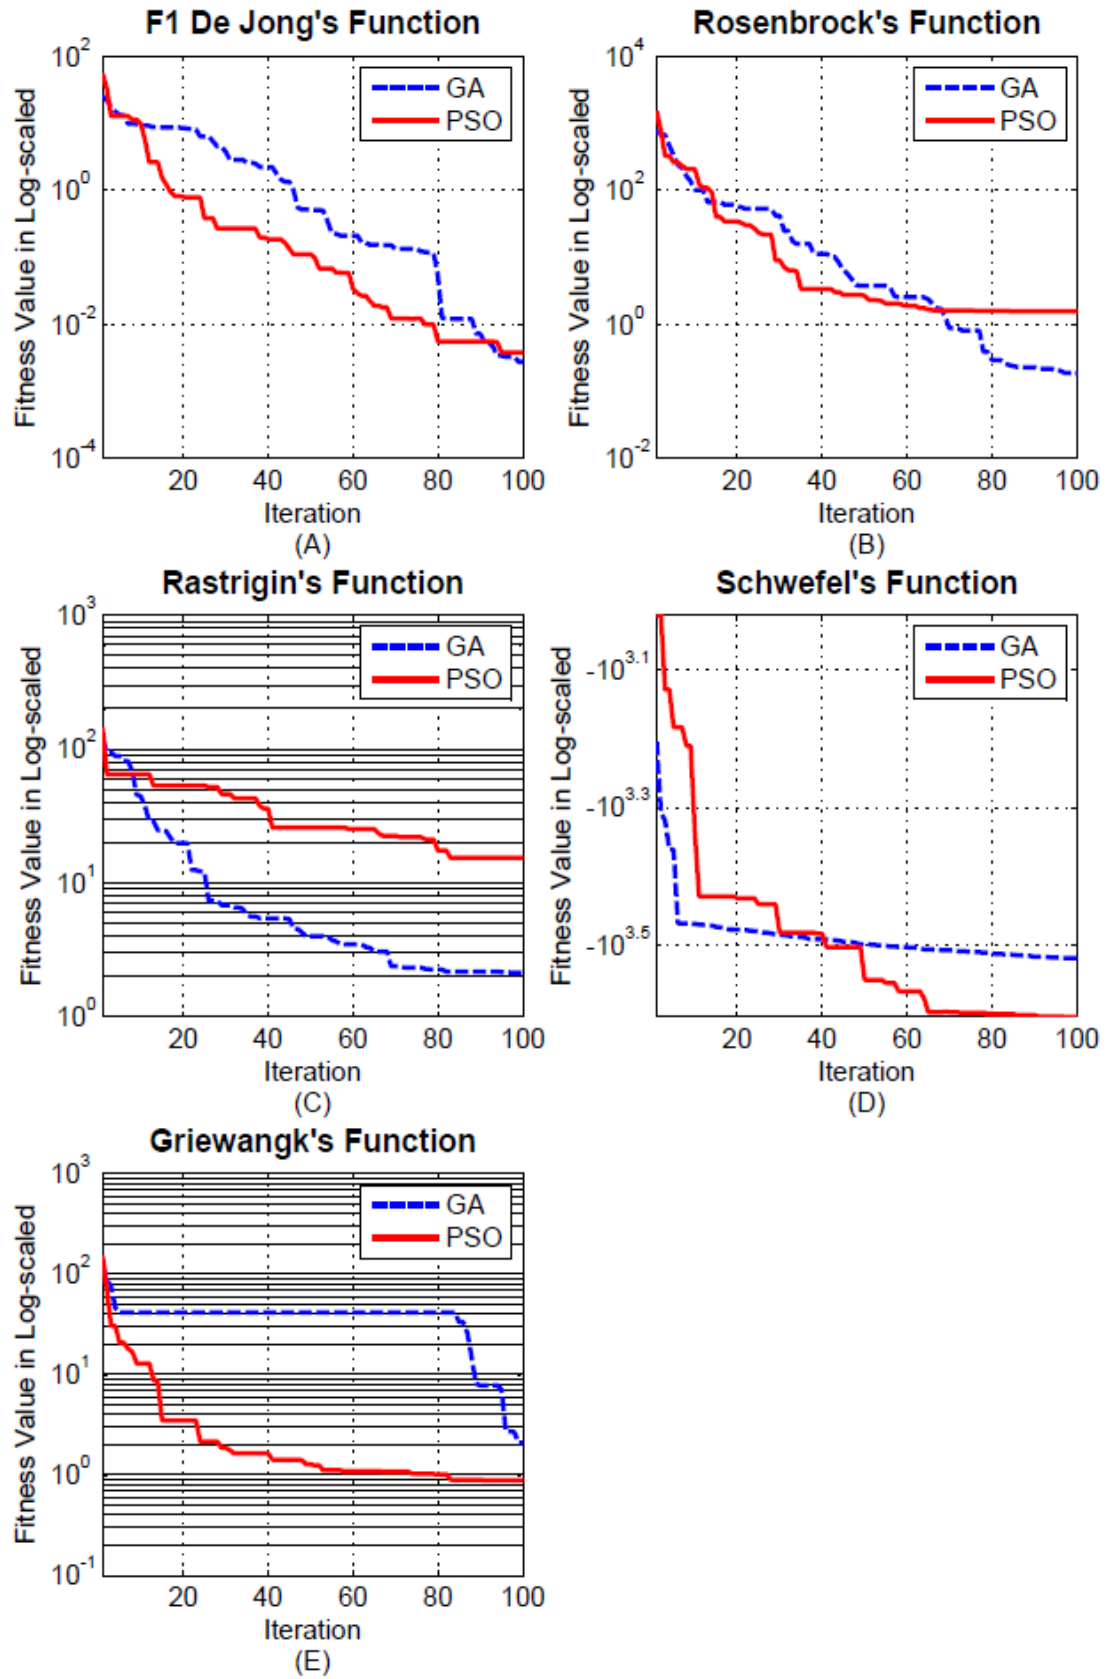 F1 De Jong's Function
Fitness Value in Log-scaled
10^2
10^0
10^-2
10^-4
GA
PSO
20 40 60 80 100
Iteration
(A)
Rosenbrock's Function
Fitness Value in Log-scaled
10^4
10^2
10^0
10^-2
GA
PSO
20 40 60 80 100
Iteration
(B)
Rastrigin's Function
Fitness Value in Log-scaled
10^3
10^2
10^1
10^0
GA
PSO
20 40 60 80 100
Iteration
(C)
Schwefel's Function
Fitness Value in Log-scaled
-10^3.1
-10^3.3
-10^3.5
GA
PSO
20 40 60 80 100
Iteration
(D)
Griewangk's Function
Fitness Value in Log-scaled
10^3
10^2
10^1
10^0
10^-1
GA
PSO
20 40 60 80 100
Iteration
(E)